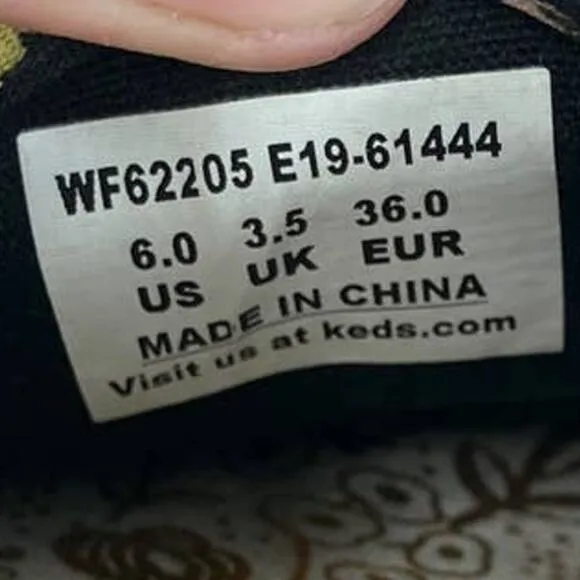 WF62205 E19-61444
6.0 3.5 36.0
US UK EUR
MADE IN CHINA
Visit us at keds.com